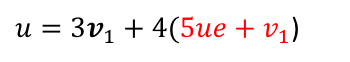 u = 3v₁ + 4(5ue + v₁)